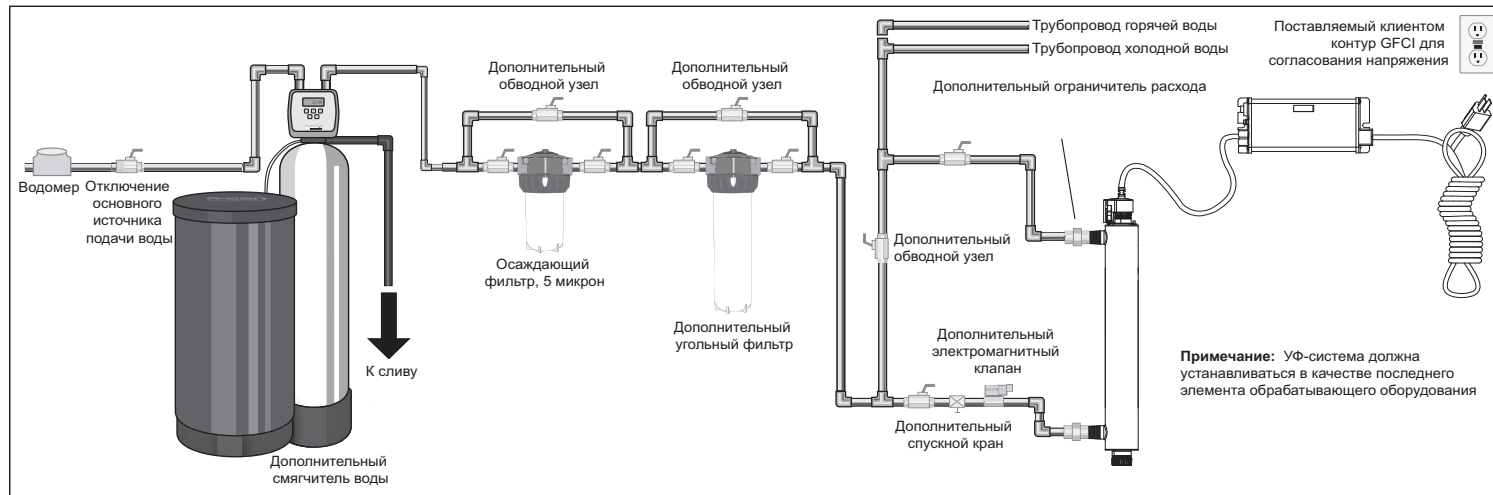 Трубопровод горячей воды
Трубопровод холодной воды
Поставляемый клиентом
контур GFCI для
согласования напряжения
Дополнительный
обводной узел
Дополнительный
обводной узел
Дополнительный ограничитель расхода
Водомер
Отключение
основного
источника
подачи воды
Дополнительный
обводной узел
Осаждающий
фильтр, 5 микрон
Дополнительный
угольный фильтр
Дополнительный
электромагнитный
клапан
К сливу
Примечание: УФ-система должна
устанавливаться в качестве последнего
элемента обрабатывающего оборудования
Дополнительный
спускной кран
Дополнительный
смягчитель воды